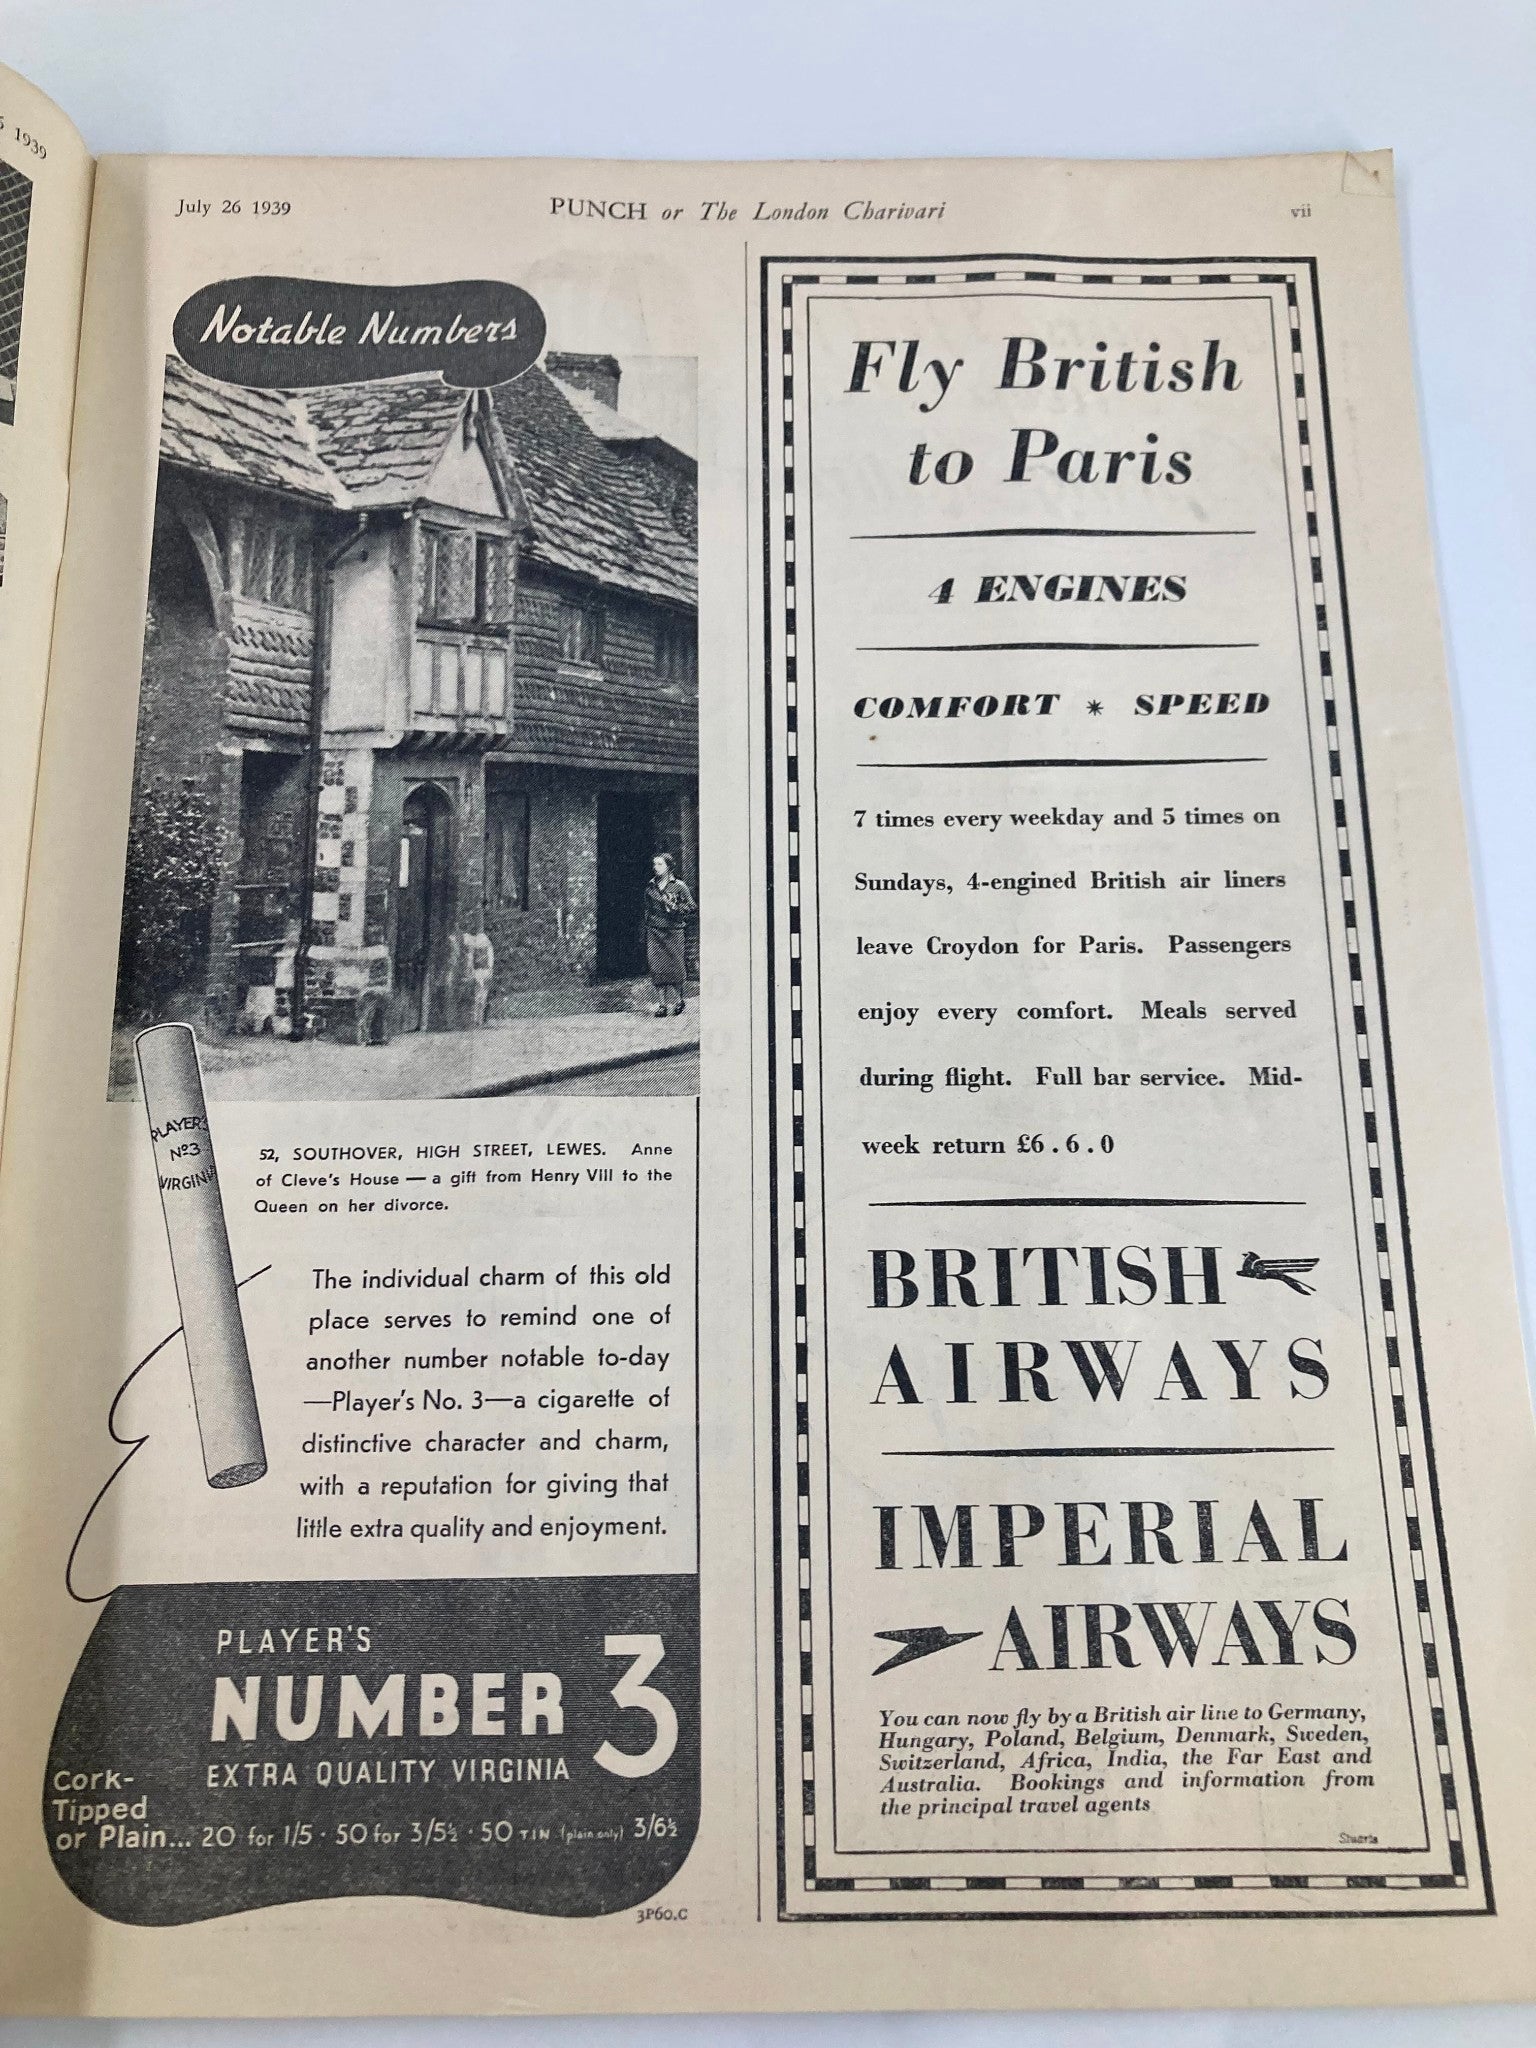 1939
July 26 1939
PUNCH or The London Charivari
vii
Notable Numbers
PLAYER'S
Nº3
VIRGINIA
52, SOUTHOVER, HIGH STREET, LEWES. Anne
of Cleve's House — a gift from Henry VIII to the
Queen on her divorce.
The individual charm of this old
place serves to remind one of
another number notable to-day
—Player's No. 3—a cigarette of
distinctive character and charm,
with a reputation for giving that
little extra quality and enjoyment.
PLAYER'S
NUMBER 3
EXTRA QUALITY VIRGINIA
Cork-
Tipped
or Plain... 20 for 1/5 · 50 for 3/5½ · 50 TIN (plain only) 3/6½
3P60.C
Fly British
to Paris
4 ENGINES
COMFORT * SPEED
7 times every weekday and 5 times on
Sundays, 4-engined British air liners
leave Croydon for Paris. Passengers
enjoy every comfort. Meals served
during flight. Full bar service. Mid-
week return £6.6.0
BRITISH
AIRWAYS
IMPERIAL
AIRWAYS
You can now fly by a British air line to Germany,
Hungary, Poland, Belgium, Denmark, Sweden,
Switzerland, Africa, India, the Far East and
Australia. Bookings and information from
the principal travel agents
Stuarts